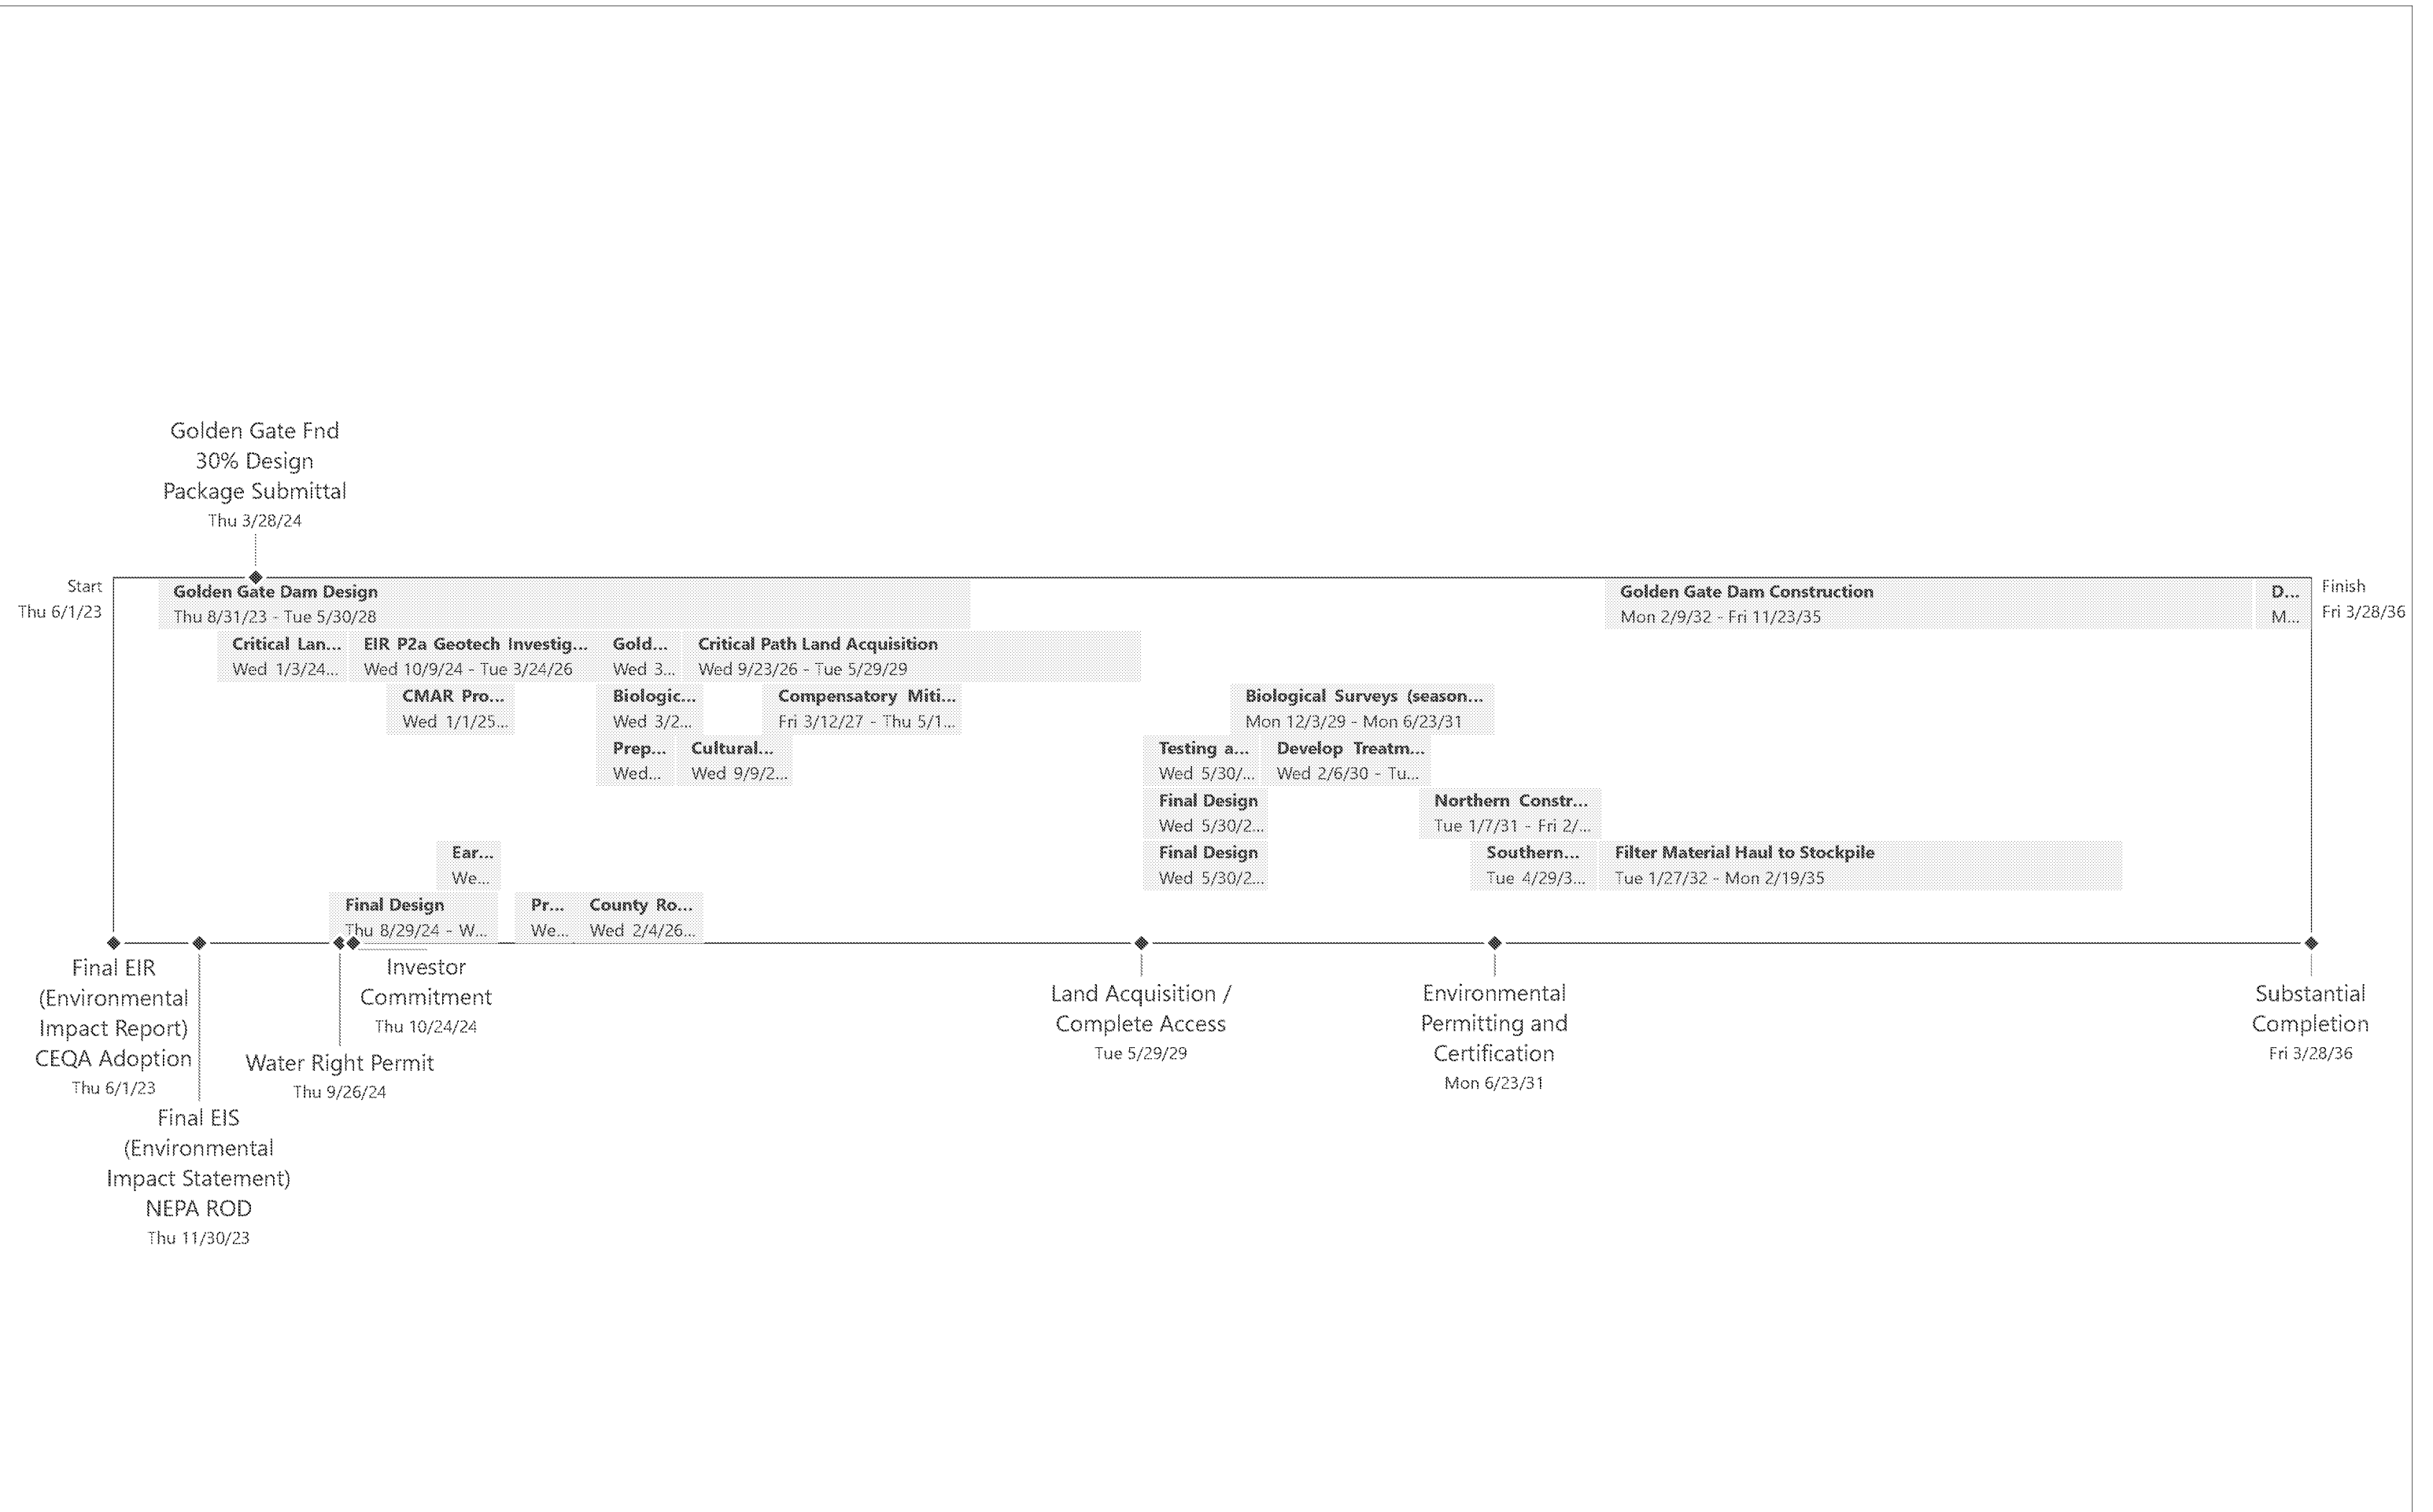 Golden Gate Fnd
30% Design
Package Submittal
Thu 3/28/24
Start
Thu 6/1/23
Golden Gate Dam Design
Thu 8/31/23 - Tue 5/30/28
Golden Gate Dam Construction
Mon 2/9/32 - Fri 11/23/35
D...
M...
Finish
Fri 3/28/36
Critical Lan...
Wed 1/3/24...
EIR P2a Geotech Investig...
Wed 10/9/24 - Tue 3/24/26
Gold...
Wed 3...
Critical Path Land Acquisition
Wed 9/23/26 - Tue 5/29/29
CMAR Pro...
Wed 1/1/25...
Biologic...
Wed 3/2...
Compensatory Miti...
Fri 3/12/27 - Thu 5/1...
Biological Surveys (season...
Mon 12/3/29 - Mon 6/23/31
Prep...
Wed...
Cultural...
Wed 9/9/2...
Testing a...
Wed 5/30/...
Develop Treatm...
Wed 2/6/30 - Tu...
Final Design
Wed 5/30/2...
Northern Constr...
Tue 1/7/31 - Fri 2/...
Ear...
We...
Final Design
Wed 5/30/2...
Southern...
Tue 4/29/3...
Filter Material Haul to Stockpile
Tue 1/27/32 - Mon 2/19/35
Final Design
Thu 8/29/24 - W...
Pr...
We...
County Ro...
Wed 2/4/26...
Final EIR
(Environmental
Impact Report)
CEQA Adoption
Thu 6/1/23
Final EIS
(Environmental
Impact Statement)
NEPA ROD
Thu 11/30/23
Water Right Permit
Thu 9/26/24
Investor
Commitment
Thu 10/24/24
Land Acquisition /
Complete Access
Tue 5/29/29
Environmental
Permitting and
Certification
Mon 6/23/31
Substantial
Completion
Fri 3/28/36